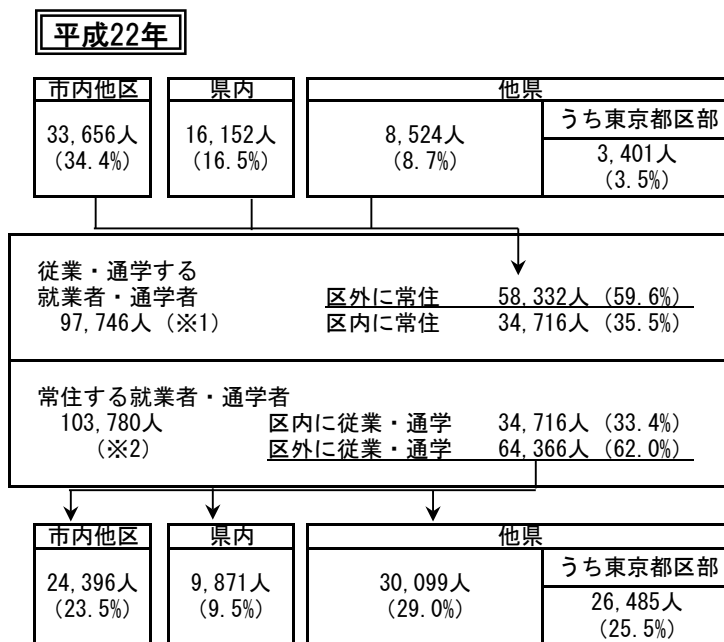 平成22年
市内他区 県内 他県
33,656人 16,152人 8,524人 うち東京都区部
(34.4%) (16.5%) (8.7%) 3,401人
(3.5%)
従業・通学する
就業者・通学者 区外に常住 58,332人 (59.6%)
97,746人 (※1) 区内に常住 34,716人 (35.5%)
常住する就業者・通学者
103,780人 区内に従業・通学 34,716人 (33.4%)
(※2) 区外に従業・通学 64,366人 (62.0%)
市内他区 県内 他県
24,396人 9,871人 30,099人 うち東京都区部
(23.5%) (9.5%) (29.0%) 26,485人
(25.5%)